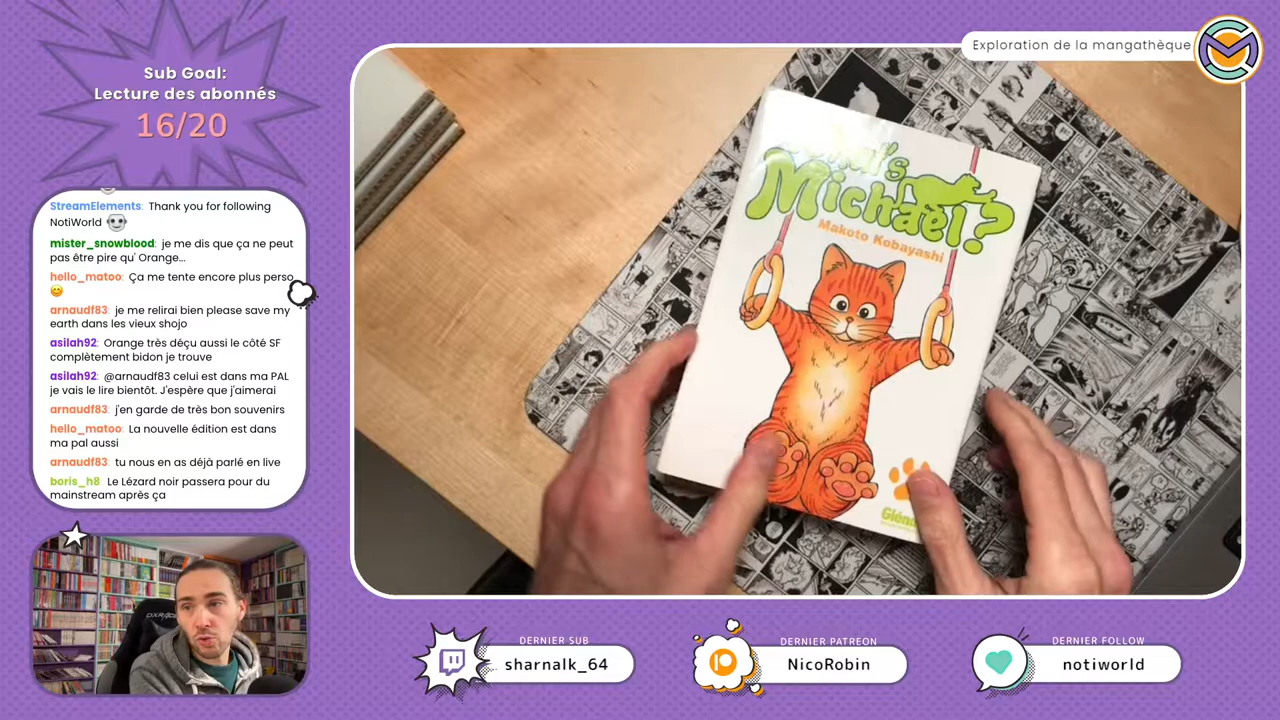 Sub Goal:
Lecture des abonnés
16/20
StreamElements: Thank you for following
NotiWorld
mister_snowblood: je me dis que ça ne peut
pas être pire qu' Orange...
hello_matoo: Ça me tente encore plus perso
arnaudf83: je me relirai bien please save my
earth dans les vieux shojo
asilah92: Orange très déçu aussi le côté SF
complètement bidon je trouve
asilah92: @arnaudf83 celui est dans ma PAL
je vais le lire bientôt. J'espère que j'aimerai
arnaudf83: j'en garde de très bon souvenirs
hello_matoo: La nouvelle édition est dans
ma pal aussi
arnaudf83: tu nous en as déjà parlé en live
boris_h8: Le Lézard noir passera pour du
mainstream après ça
Exploration de la mangathèque
Michaël?
Makoto Kobayashi
DERNIER SUB
sharnalk_64
DERNIER PATREON
NicoRobin
DERNIER FOLLOW
notiworld